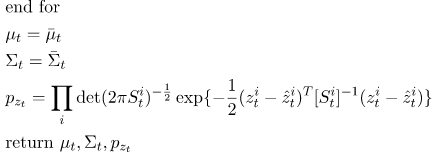 end for
μ_t = μ̄_t
Σ_t = Σ̄_t
p_{z_t} = ∏_i det(2πS_t^i)^{-1/2} exp{-1/2 (z_t^i - ẑ_t^i)^T [S_t^i]^{-1} (z_t^i - ẑ_t^i)}
return μ_t, Σ_t, p_{z_t}